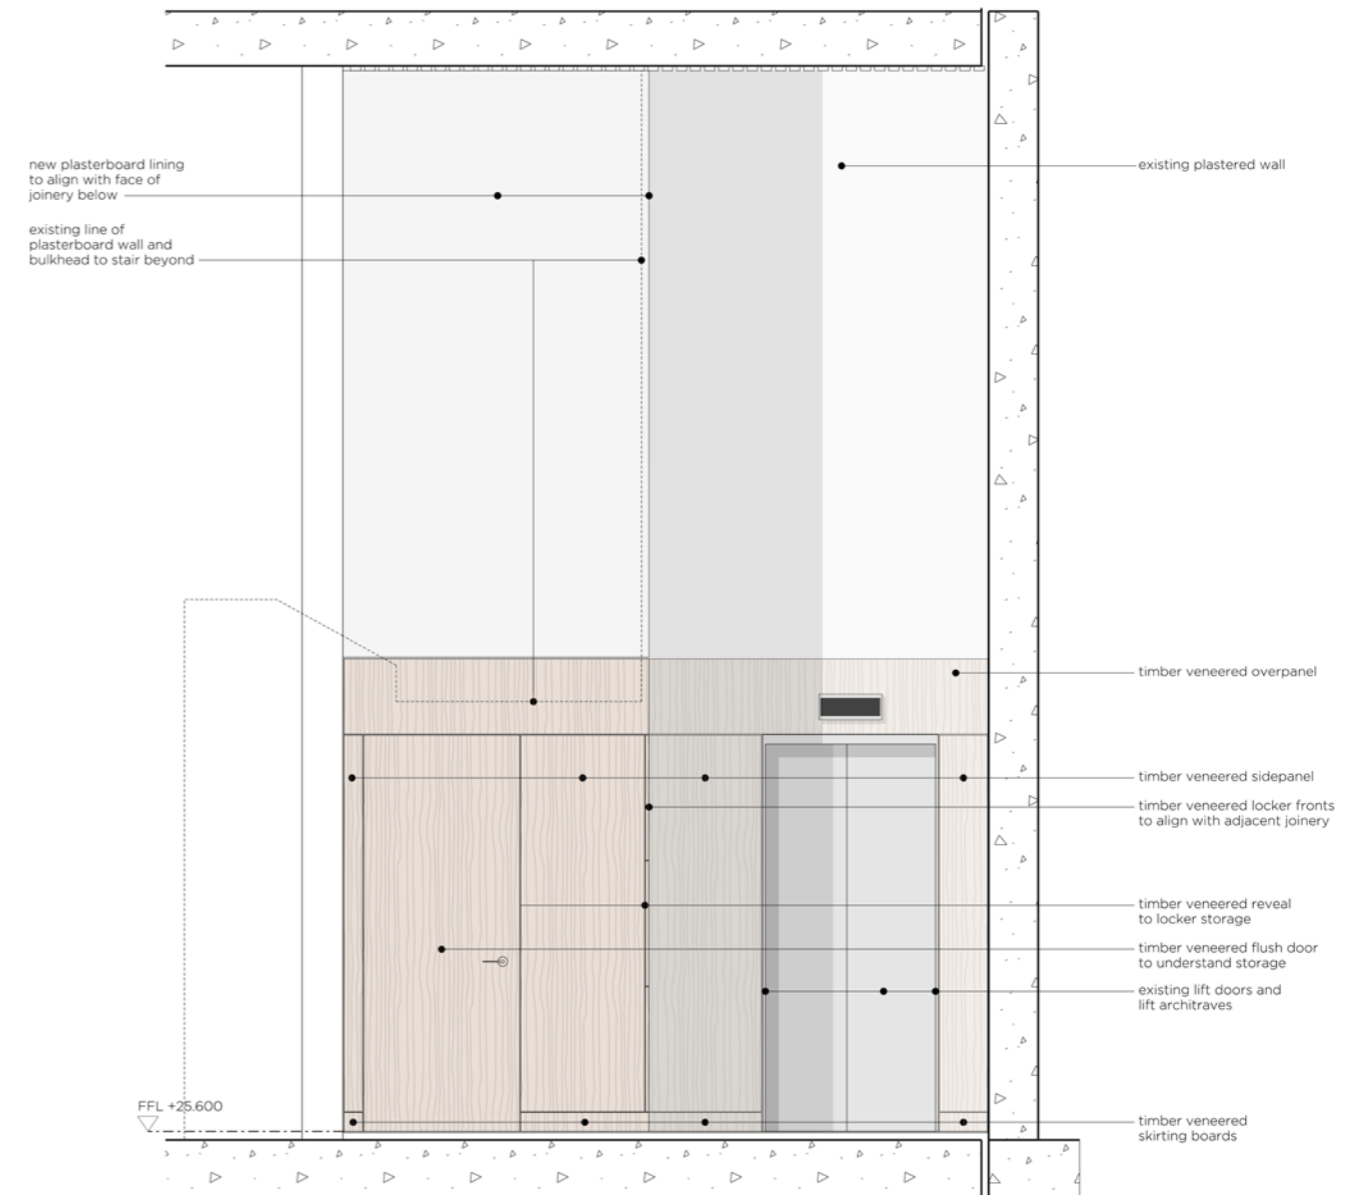 new plasterboard lining
to align with face of
joinery below
existing line of
plasterboard wall and
bulkhead to stair beyond
FFL +25.600
existing plastered wall
timber veneered overpanel
timber veneered sidepanel
timber veneered locker fronts
to align with adjacent joinery
timber veneered reveal
to locker storage
timber veneered flush door
to understand storage
existing lift doors and
lift architraves
timber veneered
skirting boards